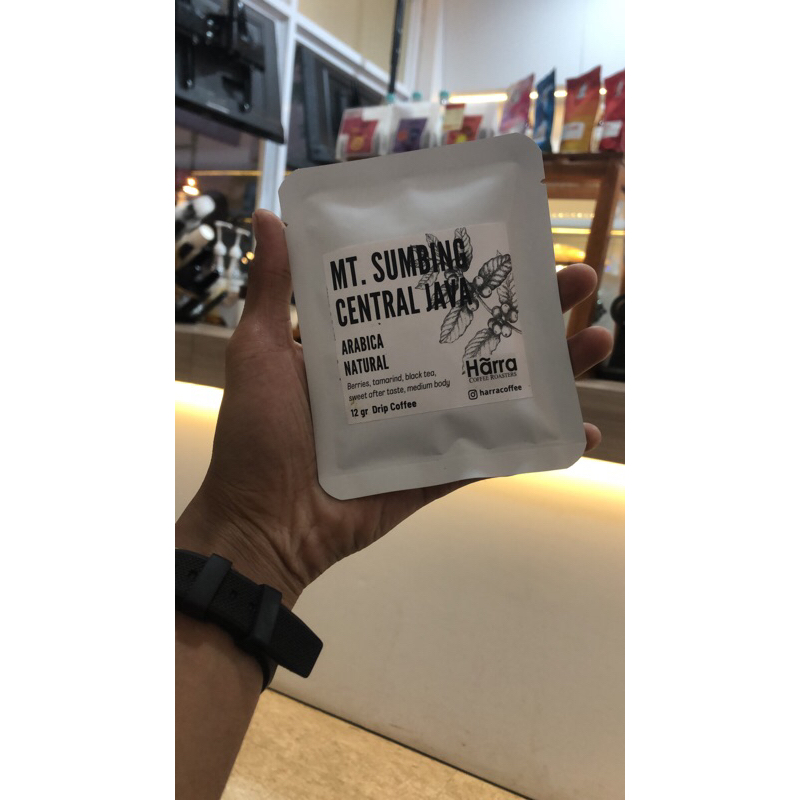 MT. SUMBING
CENTRAL JAVA
ARABICA
NATURAL
Berries, tamarind, black tea,
sweet after taste, medium body
12 gr Drip Coffee
Hãrra
COFFEE ROASTERS
harracoffee